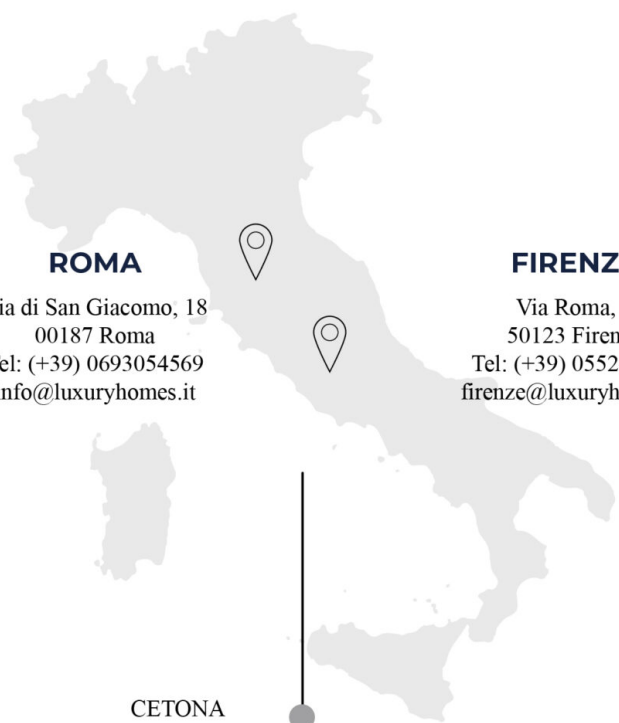 ROMA
ia di San Giacomo, 18
00187 Roma
el: (+39) 0693054569
nfo@luxuryhomes.it
FIRENZ
Via Roma,
50123 Firen
Tel: (+39) 0552
firenze@luxuryh
CETONA